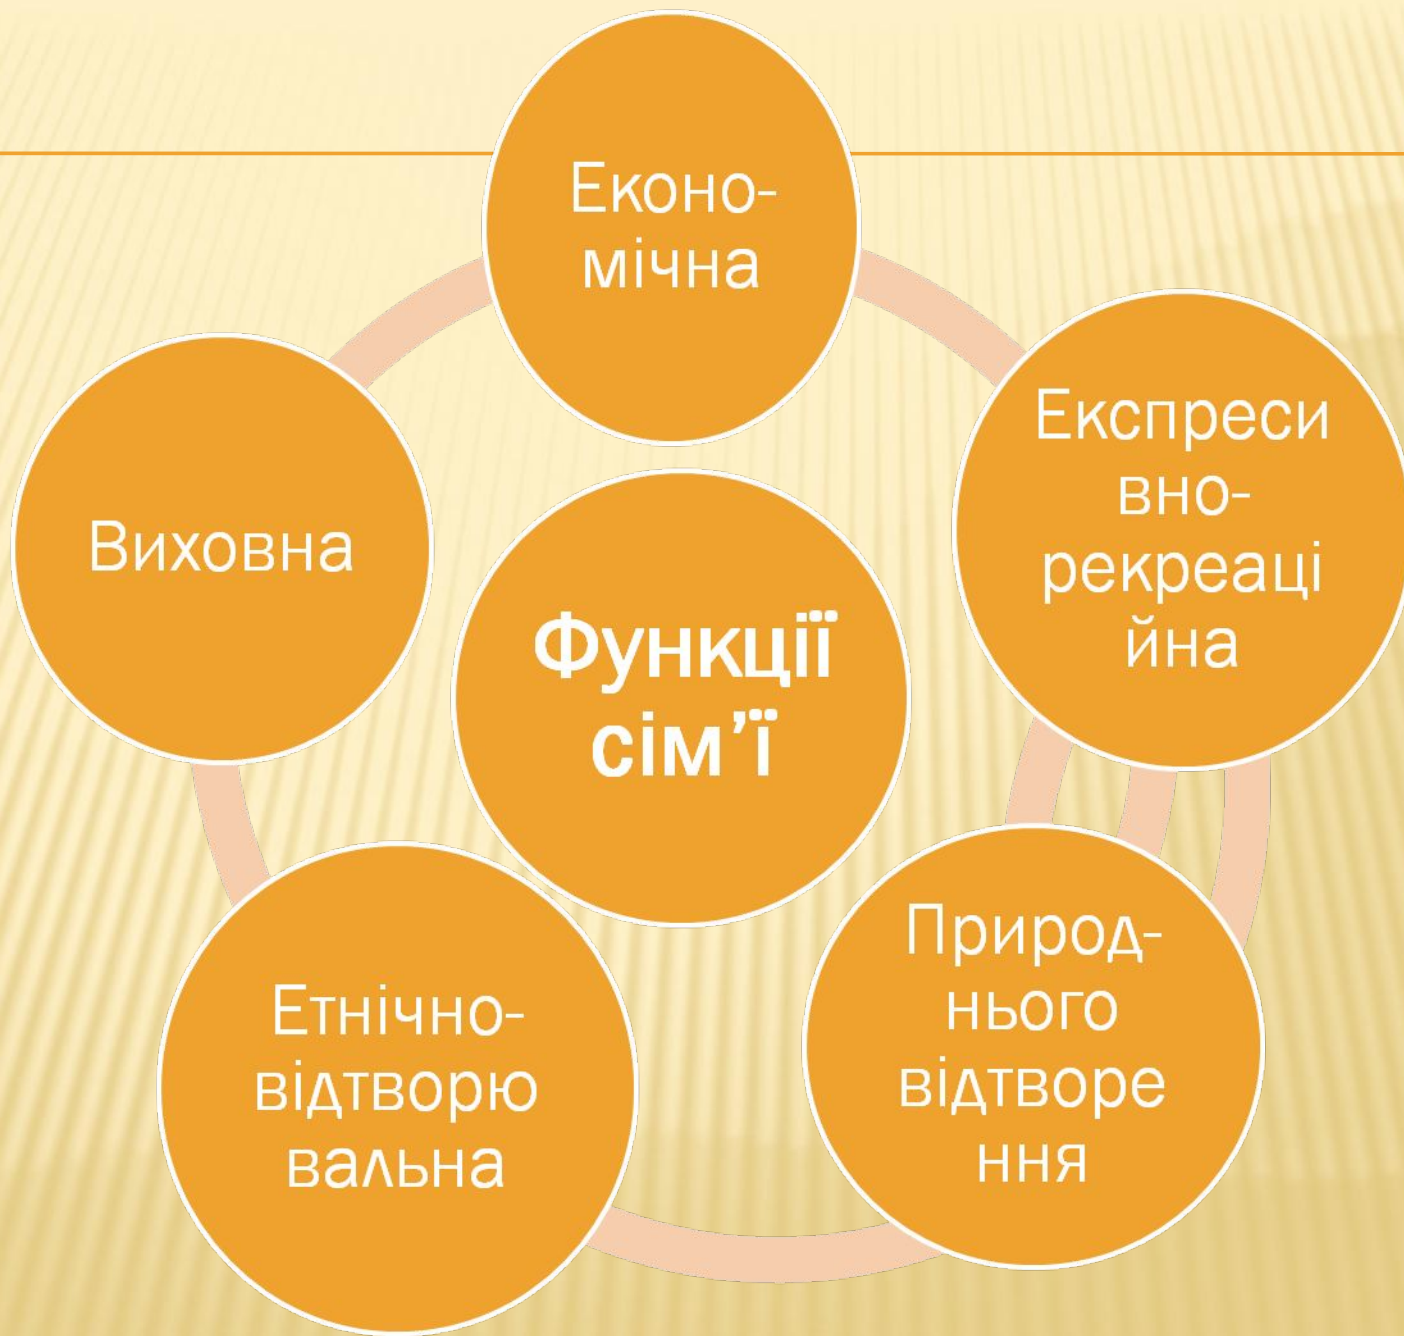 Еконо-
мічна
Експреси
вно-
рекреаці
йна
Виховна
Функції
сім’ї
Природ-
нього
відтворе
ння
Етнічно-
відтворю
вальна